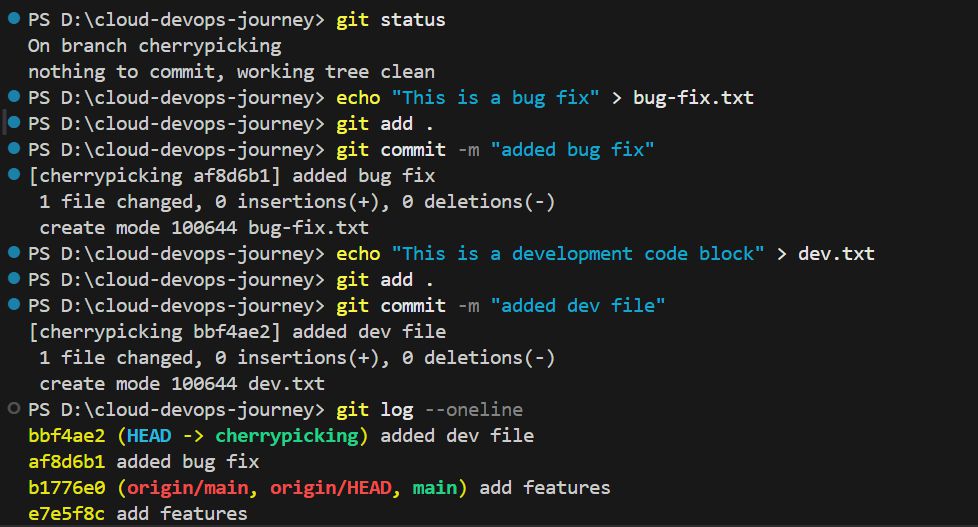 PS D:\cloud-devops-journey> git status
On branch cherrypicking
nothing to commit, working tree clean
PS D:\cloud-devops-journey> echo "This is a bug fix" > bug-fix.txt
PS D:\cloud-devops-journey> git add .
PS D:\cloud-devops-journey> git commit -m "added bug fix"
[cherrypicking af8d6b1] added bug fix
 1 file changed, 0 insertions(+), 0 deletions(-)
 create mode 100644 bug-fix.txt
PS D:\cloud-devops-journey> echo "This is a development code block" > dev.txt
PS D:\cloud-devops-journey> git add .
PS D:\cloud-devops-journey> git commit -m "added dev file"
[cherrypicking bbf4ae2] added dev file
 1 file changed, 0 insertions(+), 0 deletions(-)
 create mode 100644 dev.txt
PS D:\cloud-devops-journey> git log --oneline
bbf4ae2 (HEAD -> cherrypicking) added dev file
af8d6b1 added bug fix
b1776e0 (origin/main, origin/HEAD, main) add features
e7e5f8c add features